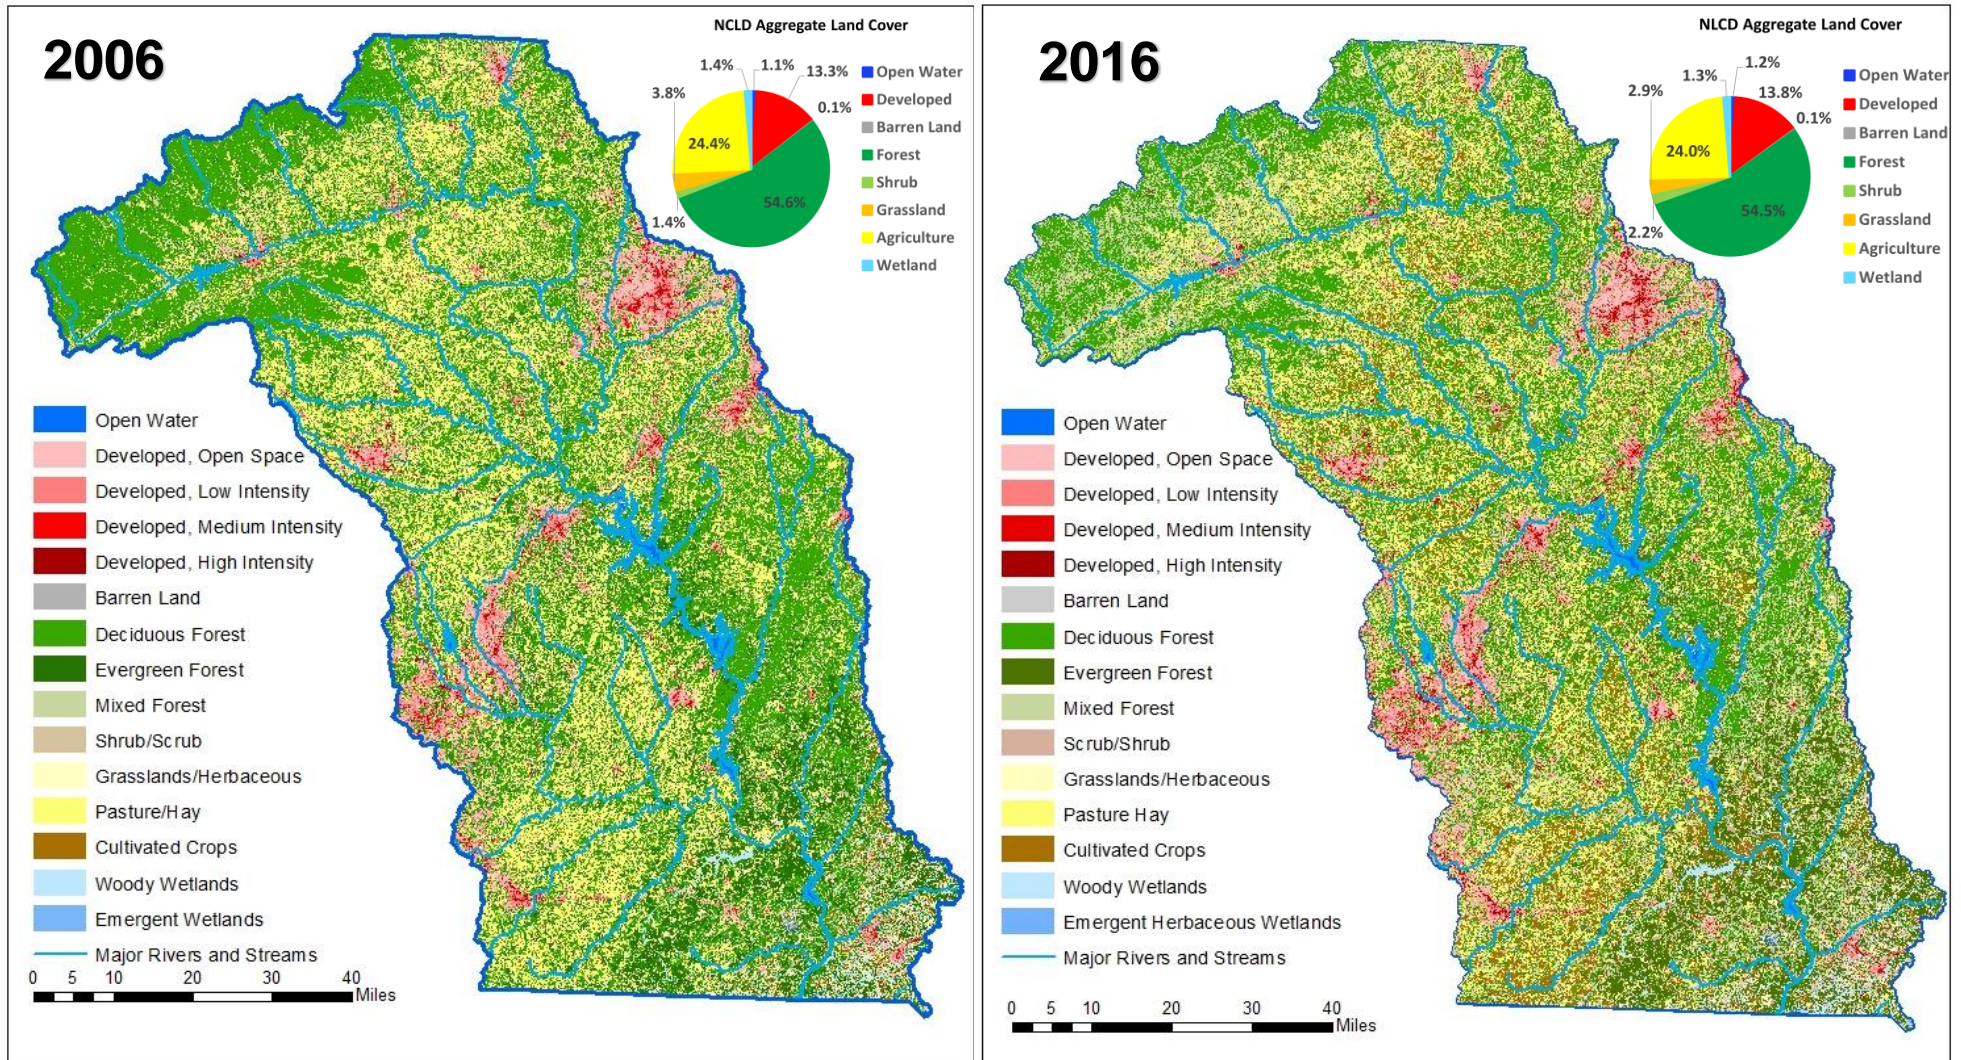 2006
NCLD Aggregate Land Cover
1.4%
1.1%
13.3%
3.8%
0.1%
24.4%
54.6%
1.4%
Open Water
Developed
Barren Land
Forest
Shrub
Grassland
Agriculture
Wetland
Open Water
Developed, Open Space
Developed, Low Intensity
Developed, Medium Intensity
Developed, High Intensity
Barren Land
Deciduous Forest
Evergreen Forest
Mixed Forest
Shrub/Scrub
Grasslands/Herbaceous
Pasture/Hay
Cultivated Crops
Woody Wetlands
Emergent Wetlands
Major Rivers and Streams
0 5 10 20 30 40
Miles
2016
NLCD Aggregate Land Cover
1.3%
1.2%
2.9%
13.8%
0.1%
24.0%
54.5%
2.2%
Open Water
Developed
Barren Land
Forest
Shrub
Grassland
Agriculture
Wetland
Open Water
Developed, Open Space
Developed, Low Intensity
Developed, Medium Intensity
Developed, High Intensity
Barren Land
Deciduous Forest
Evergreen Forest
Mixed Forest
Scrub/Shrub
Grasslands/Herbaceous
Pasture Hay
Cultivated Crops
Woody Wetlands
Emergent Herbaceous Wetlands
Major Rivers and Streams
0 5 10 20 30 40
Miles